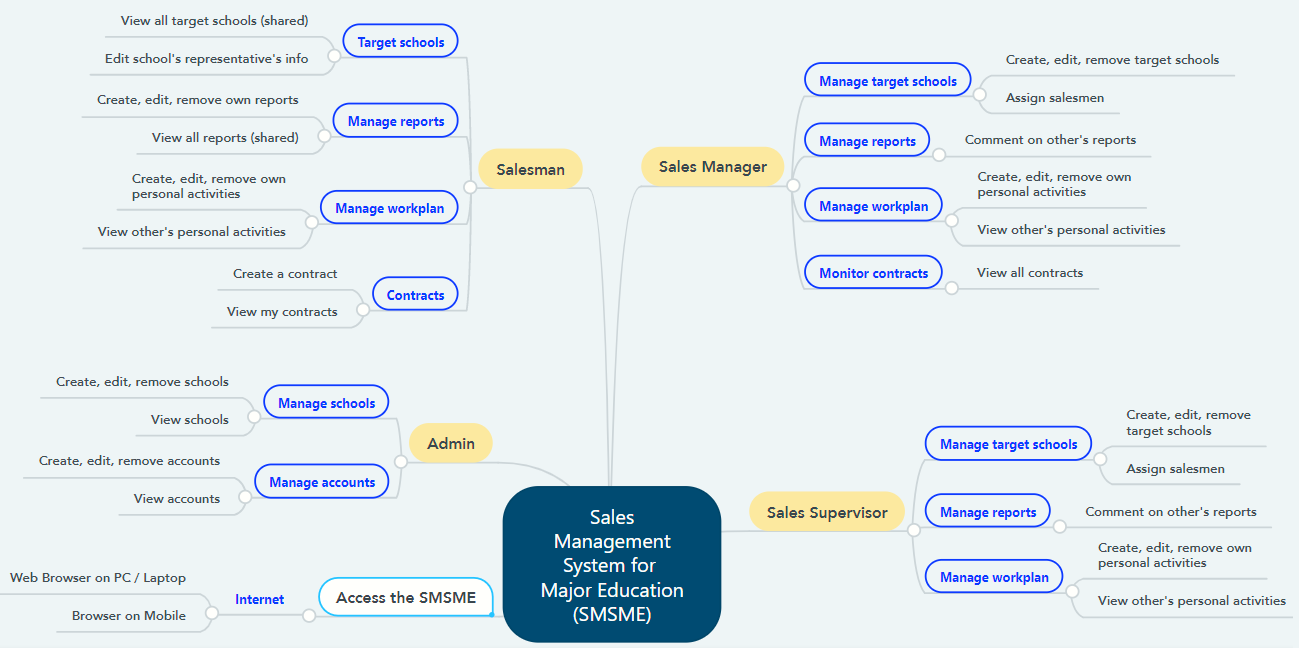 View all target schools (shared)
Edit school's representative's info
Target schools
Create, edit, remove own reports
View all reports (shared)
Manage reports
Create, edit, remove own
personal activities
View other's personal activities
Manage workplan
Create a contract
View my contracts
Contracts
Salesman
Sales Manager
Manage target schools
Create, edit, remove target schools
Assign salesmen
Manage reports
Comment on other's reports
Manage workplan
Create, edit, remove own
personal activities
View other's personal activities
Monitor contracts
View all contracts
Create, edit, remove schools
View schools
Manage schools
Create, edit, remove accounts
View accounts
Manage accounts
Admin
Sales Supervisor
Manage target schools
Create, edit, remove
target schools
Assign salesmen
Manage reports
Comment on other's reports
Manage workplan
Create, edit, remove own
personal activities
View other's personal activities
Web Browser on PC / Laptop
Browser on Mobile
Internet
Access the SMSME
Sales
Management
System for
Major Education
(SMSME)